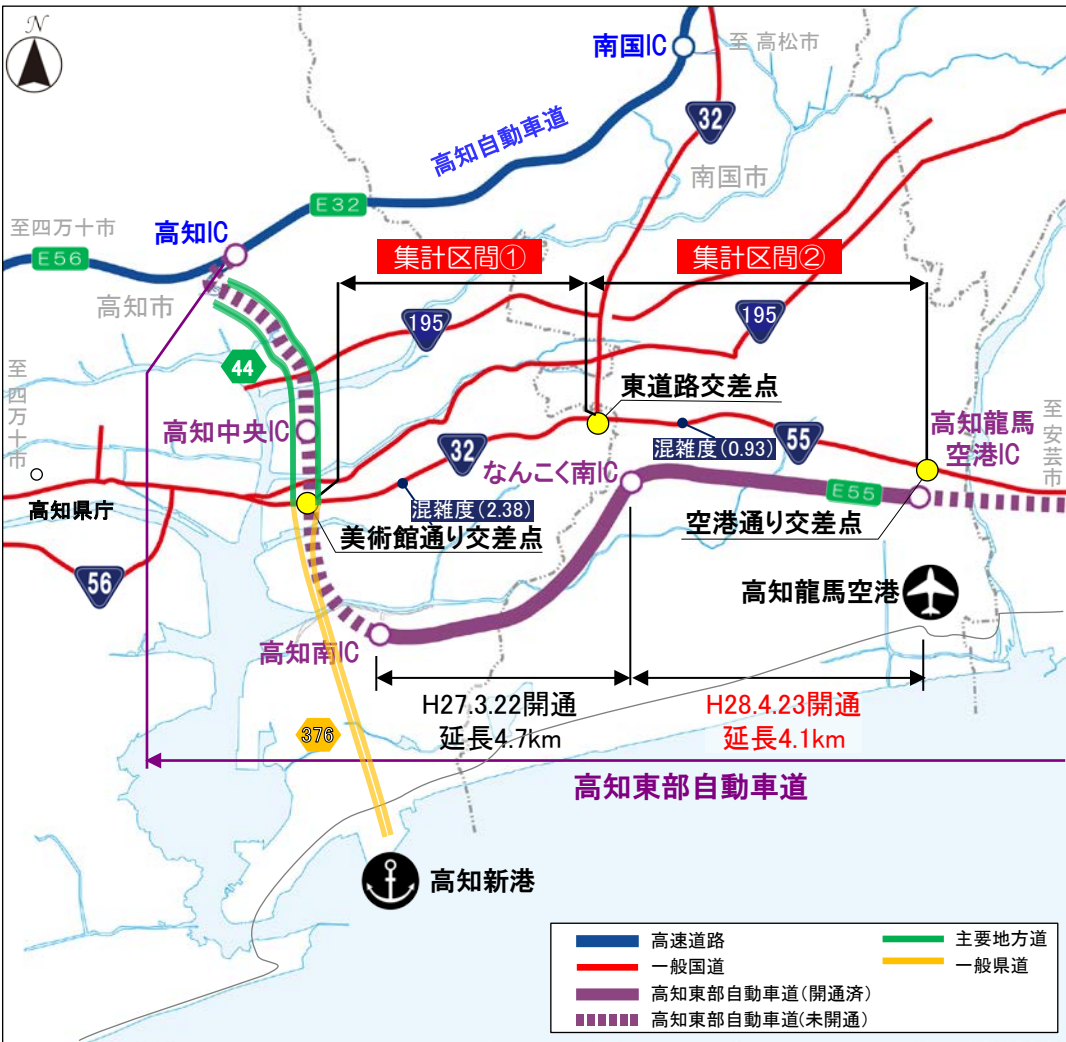 N
南国IC
至 高松市
32
高知自動車道
南国市
E32
至四万十市
高知IC
E56
集計区間①
集計区間②
高知市
195
195
44
至四万十市
東道路交差点
高知中央IC
32
混雑度(0.93)
55
高知龍馬
空港IC
至安芸市
なんこく南IC
E55
高知県庁
混雑度(2.38)
美術館通り交差点
空港通り交差点
56
高知龍馬空港
高知南IC
H27.3.22開通
延長4.7km
H28.4.23開通
延長4.1km
376
高知東部自動車道
高知新港
高速道路
主要地方道
一般国道
一般県道
高知東部自動車道(開通済)
高知東部自動車道(未開通)